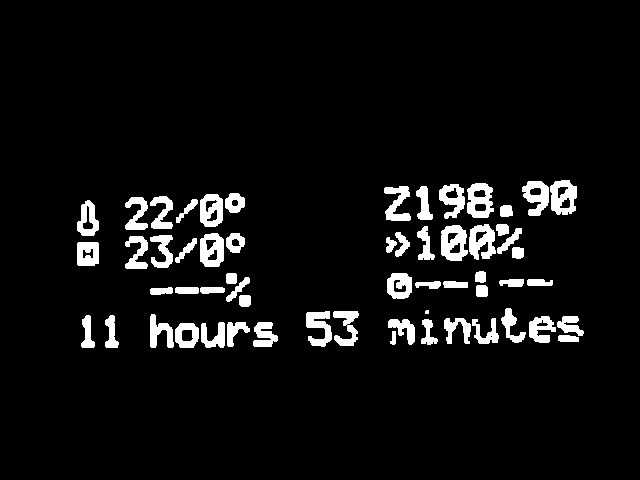 22/0° Z198.90
23/0° »100%
---% --:--
11 hours 53 minutes